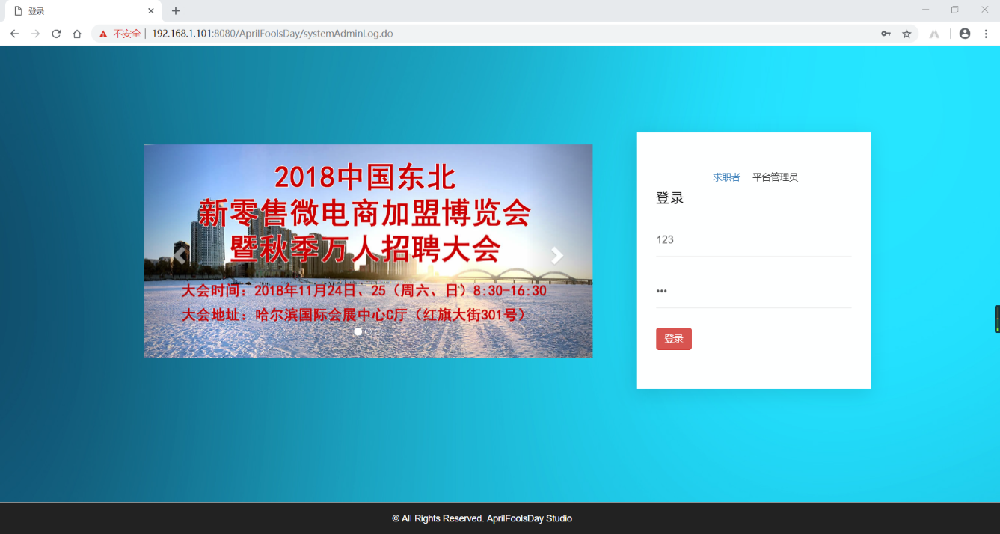 登录
不安全 192.168.1.101:8080/AprilFoolsDay/systemAdminLog.do
2018中国东北
新零售微电商加盟博览会
暨秋季万人招聘大会
大会时间：2018年11月24日、25（周六、日）8:30-16:30
大会地址：哈尔滨国际会展中心C厅（红旗大街301号）
求职者 平台管理员
登录
123
•••
登录
© All Rights Reserved. AprilFoolsDay Studio